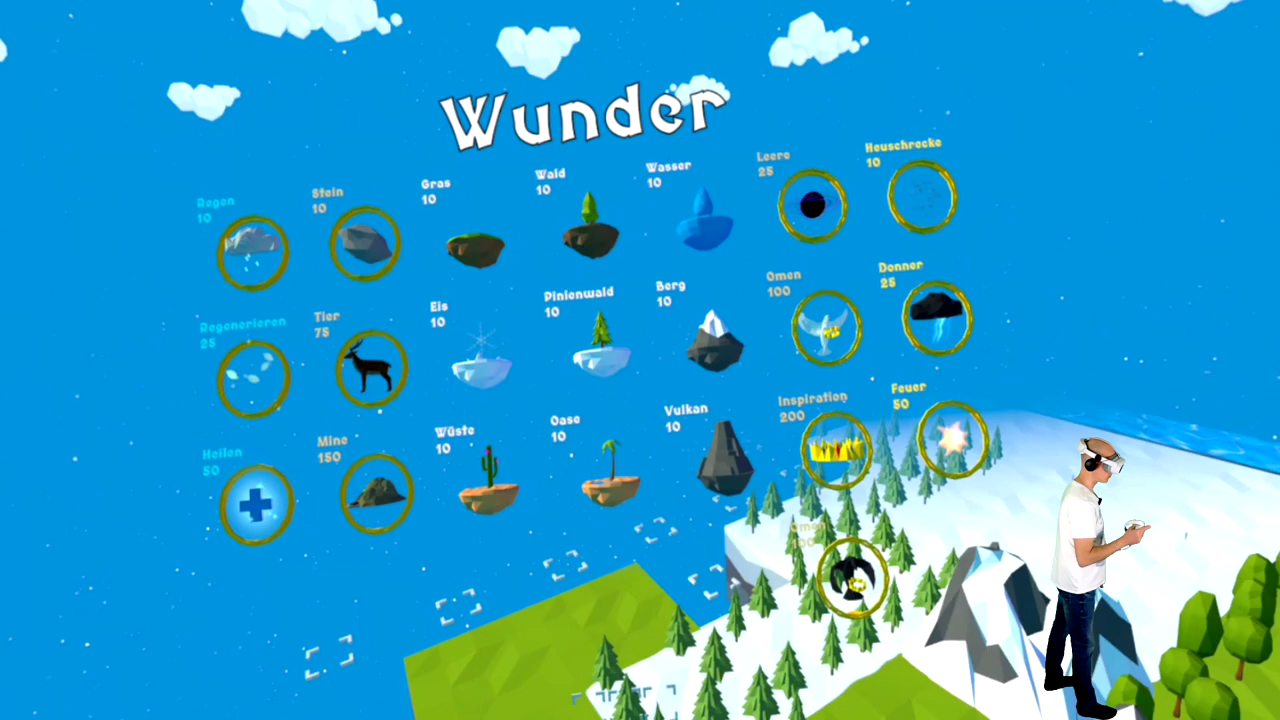 Wunder
Regen
10
Stein
10
Gras
10
Wald
10
Wasser
10
Leere
25
Heuschrecke
10
Regenerieren
25
Tier
75
Eis
10
Pinienwald
10
Berg
10
Omen
100
Donner
25
Heilen
50
Mine
150
Wüste
10
Oase
10
Vulkan
10
Inspiration
200
Feuer
50
Omen
100